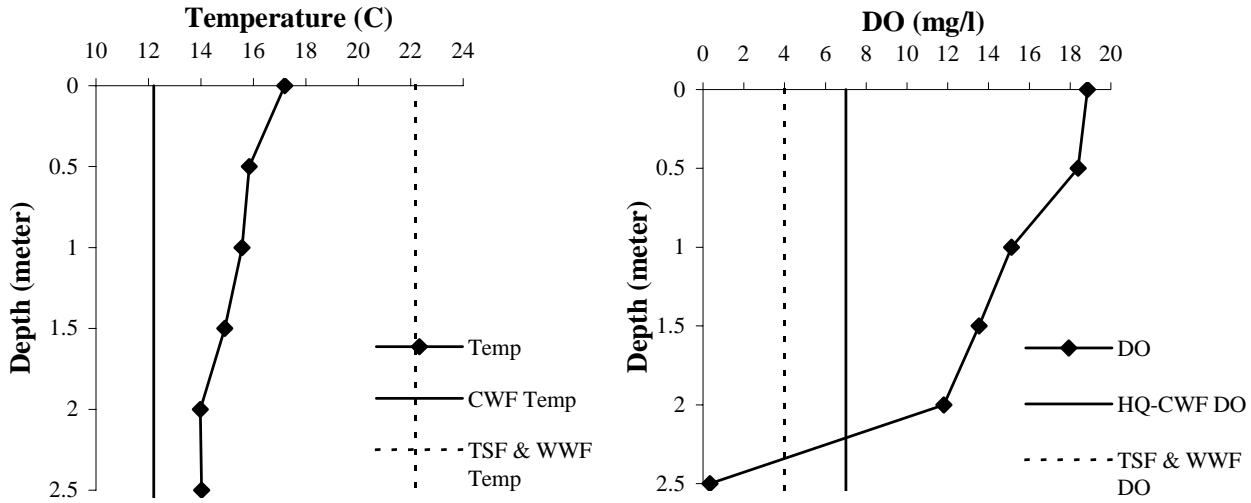 Temperature (C)
10 12 14 16 18 20 22 24
0
0.5
1
1.5
2
2.5
Depth (meter)
Temp
CWF Temp
TSF & WWF
Temp
DO (mg/l)
0 2 4 6 8 10 12 14 16 18 20
0
0.5
1
1.5
2
2.5
Depth (meter)
DO
HQ-CWF DO
TSF & WWF
DO